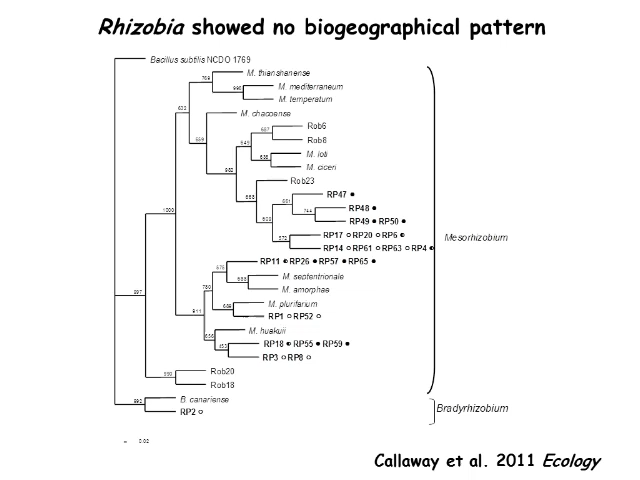 Rhizobia showed no biogeographical pattern
Bacillus subtilis NCDO 1769
M. thianshanense
M. mediterraneum
M. temperatum
M. chacoense
Rob6
Rob8
M. loti
M. ciceri
Rob23
RP47 ●
RP48 ●
RP49 ● RP50 ●
RP17 ○ RP20 ○ RP6 ◐
RP14 ○ RP61 ○ RP63 ○ RP4 ◐
Mesorhizobium
RP11 ◐ RP26 ● RP57 ● RP65 ●
M. septentrionale
M. amorphae
M. plurifarium
RP1 ○ RP52 ○
M. huakuii
RP18 ◐ RP55 ● RP59 ●
RP3 ○ RP8 ○
Rob20
Rob18
B. canariense
RP2 ○
Bradyrhizobium
0.02
Callaway et al. 2011 Ecology